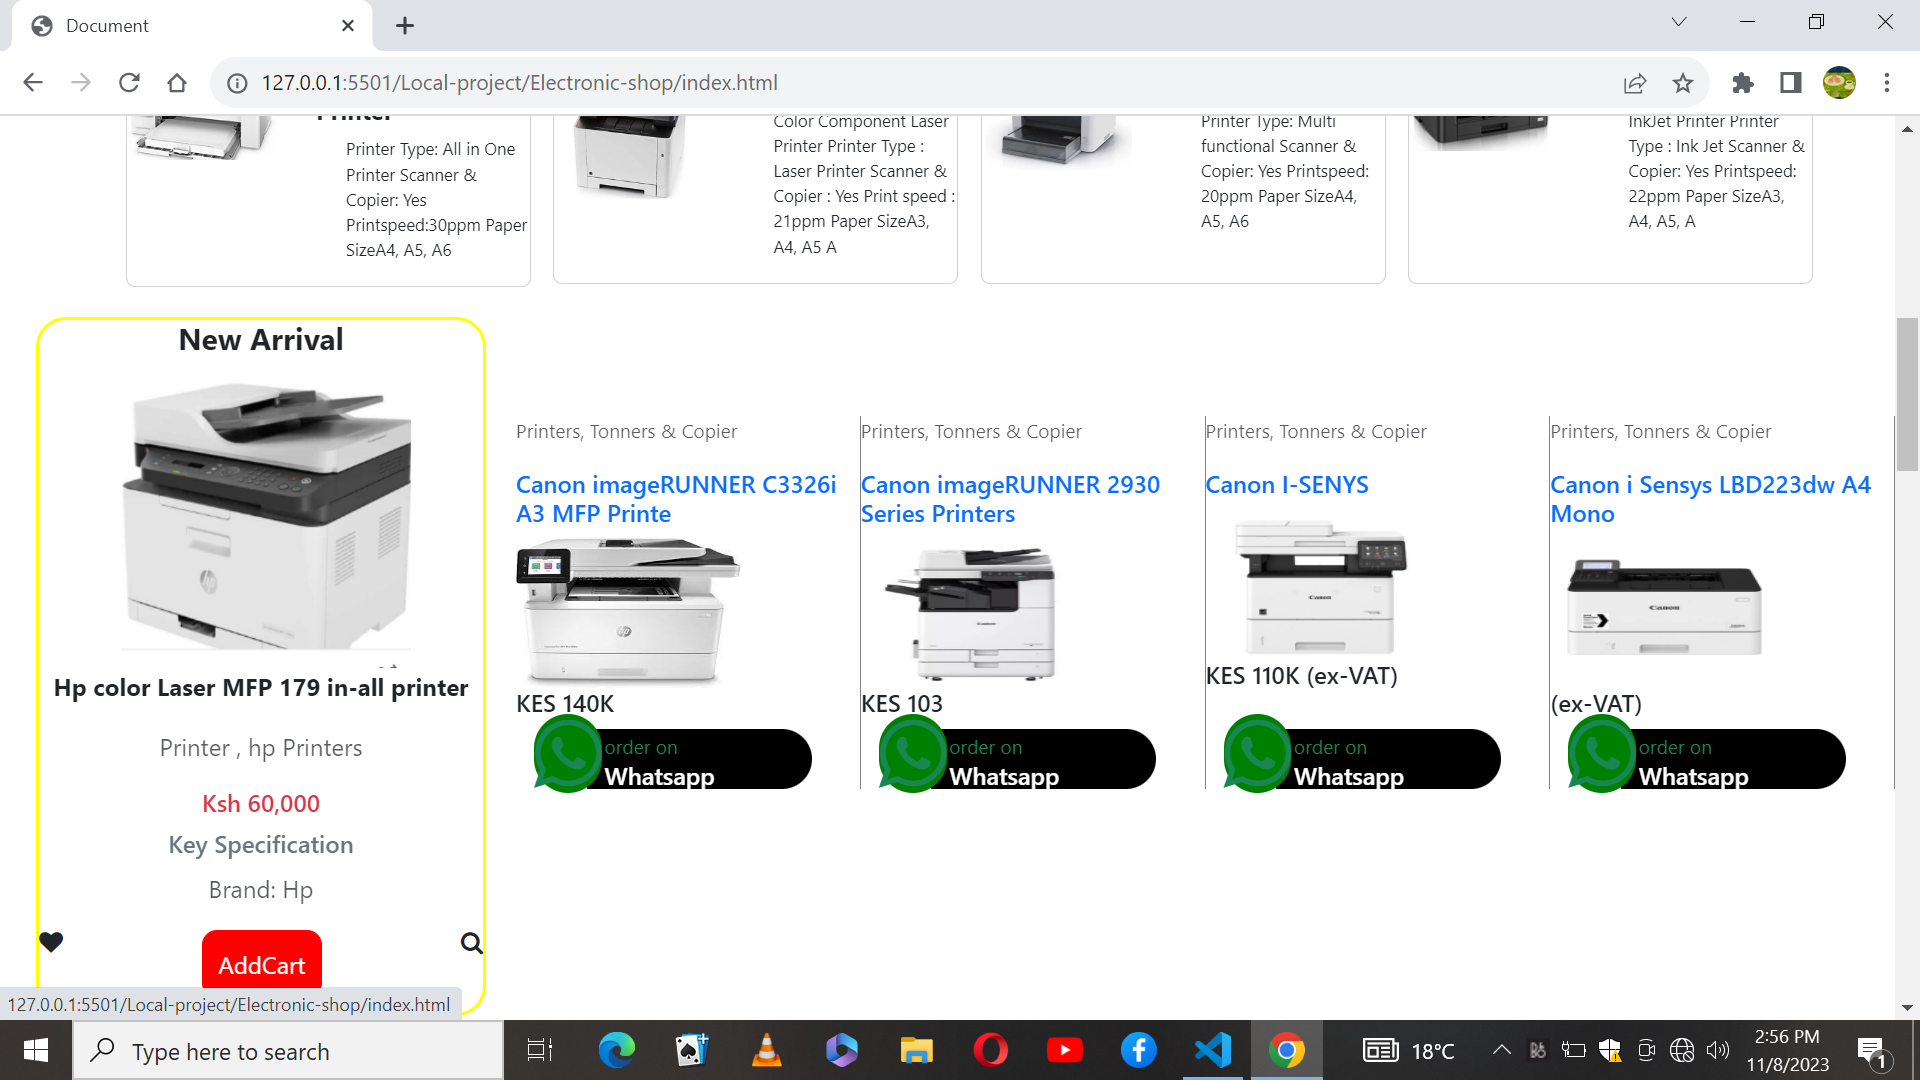 Document
127.0.0.1:5501/Local-project/Electronic-shop/index.html
Printer
Printer Type: All in One
Printer Scanner &
Copier: Yes
Printspeed:30ppm Paper
SizeA4, A5, A6
Color Component Laser
Printer Printer Type :
Laser Printer Scanner &
Copier : Yes Print speed :
21ppm Paper SizeA3,
A4, A5 A
Printer Type: Multi
functional Scanner &
Copier: Yes Printspeed:
20ppm Paper SizeA4,
A5, A6
InkJet Printer Printer
Type : Ink Jet Scanner &
Copier: Yes Printspeed:
22ppm Paper SizeA3,
A4, A5, A
New Arrival
hp
Hp color Laser MFP 179 in-all printer
Printer , hp Printers
Ksh 60,000
Key Specification
Brand: Hp
AddCart
Printers, Tonners & Copier
Canon imageRUNNER C3326i
A3 MFP Printe
hp
KES 140K
order on
Whatsapp
Printers, Tonners & Copier
Canon imageRUNNER 2930
Series Printers
KES 103
order on
Whatsapp
Printers, Tonners & Copier
Canon I-SENYS
Canon
KES 110K (ex-VAT)
order on
Whatsapp
Printers, Tonners & Copier
Canon i Sensys LBD223dw A4
Mono
Canon
(ex-VAT)
order on
Whatsapp
127.0.0.1:5501/Local-project/Electronic-shop/index.html
Type here to search
18°C
2:56 PM
11/8/2023
1